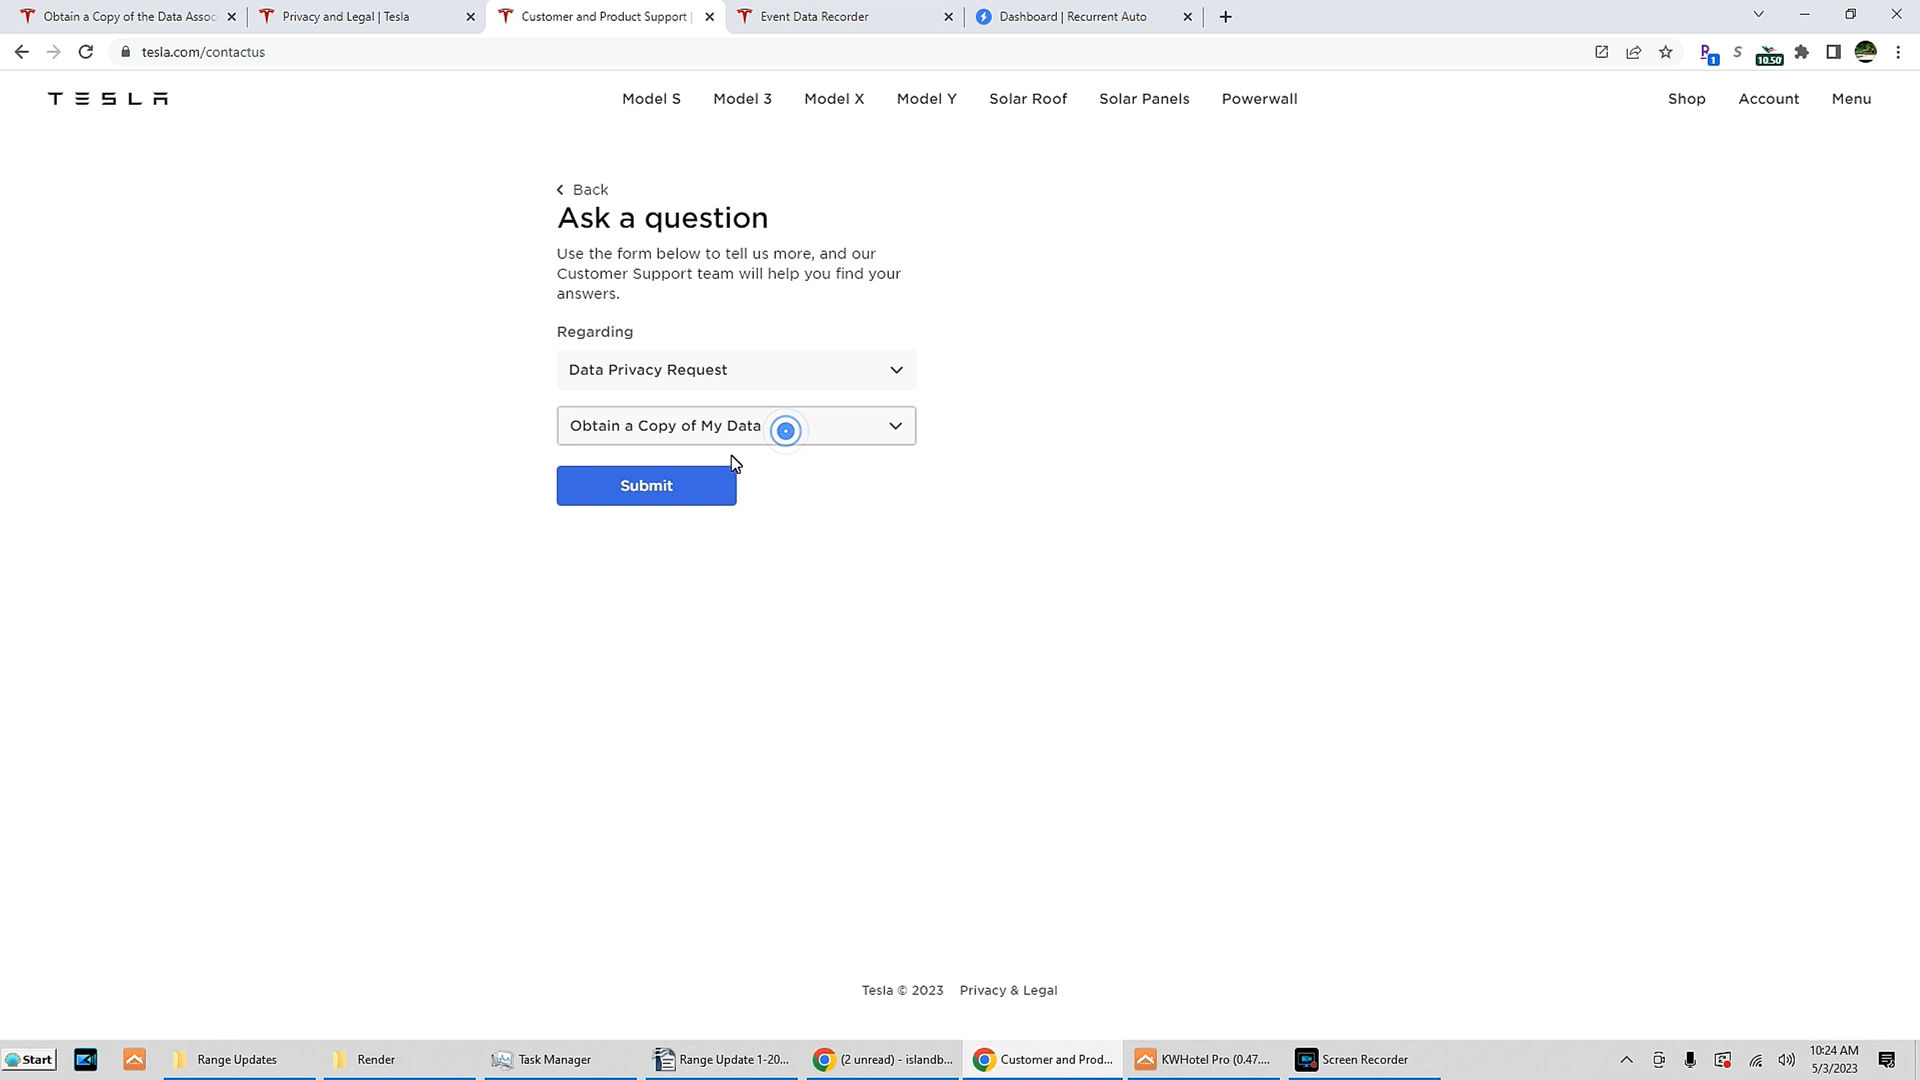 Obtain a Copy of the Data Assoc
Privacy and Legal | Tesla
Customer and Product Support |
Event Data Recorder
Dashboard | Recurrent Auto
tesla.com/contactus
1
S
10.50
TESLA
Model S
Model 3
Model X
Model Y
Solar Roof
Solar Panels
Powerwall
Shop
Account
Menu
Back
Ask a question
Use the form below to tell us more, and our
Customer Support team will help you find your
answers.
Regarding
Data Privacy Request
Obtain a Copy of My Data
Submit
Tesla © 2023
Privacy & Legal
Start
Range Updates
Render
Task Manager
Range Update 1-20...
(2 unread) - islandb...
Customer and Prod...
KWHotel Pro (0.47....
Screen Recorder
10:24 AM
5/3/2023